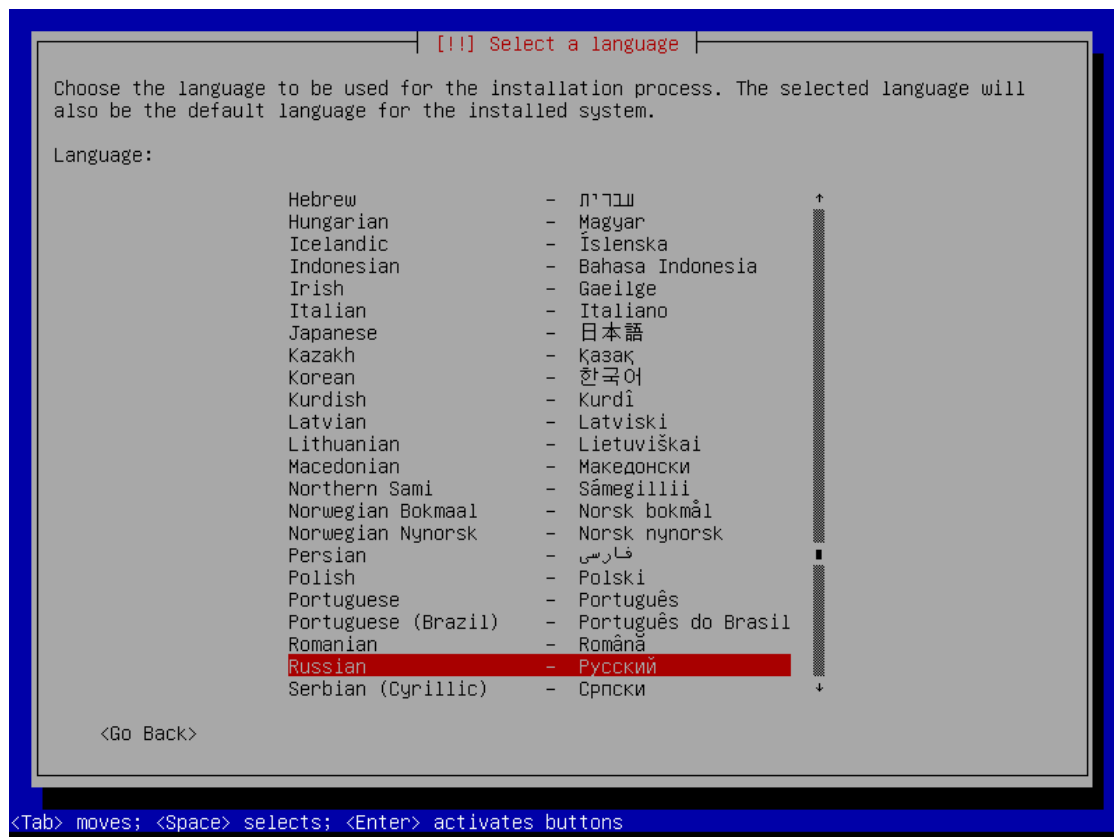 [!!] Select a language
Choose the language to be used for the installation process. The selected language will
also be the default language for the installed system.
Language:
Hebrew - עברית
Hungarian - Magyar
Icelandic - Íslenska
Indonesian - Bahasa Indonesia
Irish - Gaeilge
Italian - Italiano
Japanese - 日本語
Kazakh - Қазақ
Korean - 한국어
Kurdish - Kurdî
Latvian - Latviski
Lithuanian - Lietuviškai
Macedonian - Македонски
Northern Sami - Sámegillii
Norwegian Bokmaal - Norsk bokmål
Norwegian Nynorsk - Norsk nynorsk
Persian - فارسی
Polish - Polski
Portuguese - Português
Portuguese (Brazil) - Português do Brasil
Romanian - Română
Russian - Русский
Serbian (Cyrillic) - Српски
<Go Back>
<Tab> moves; <Space> selects; <Enter> activates buttons